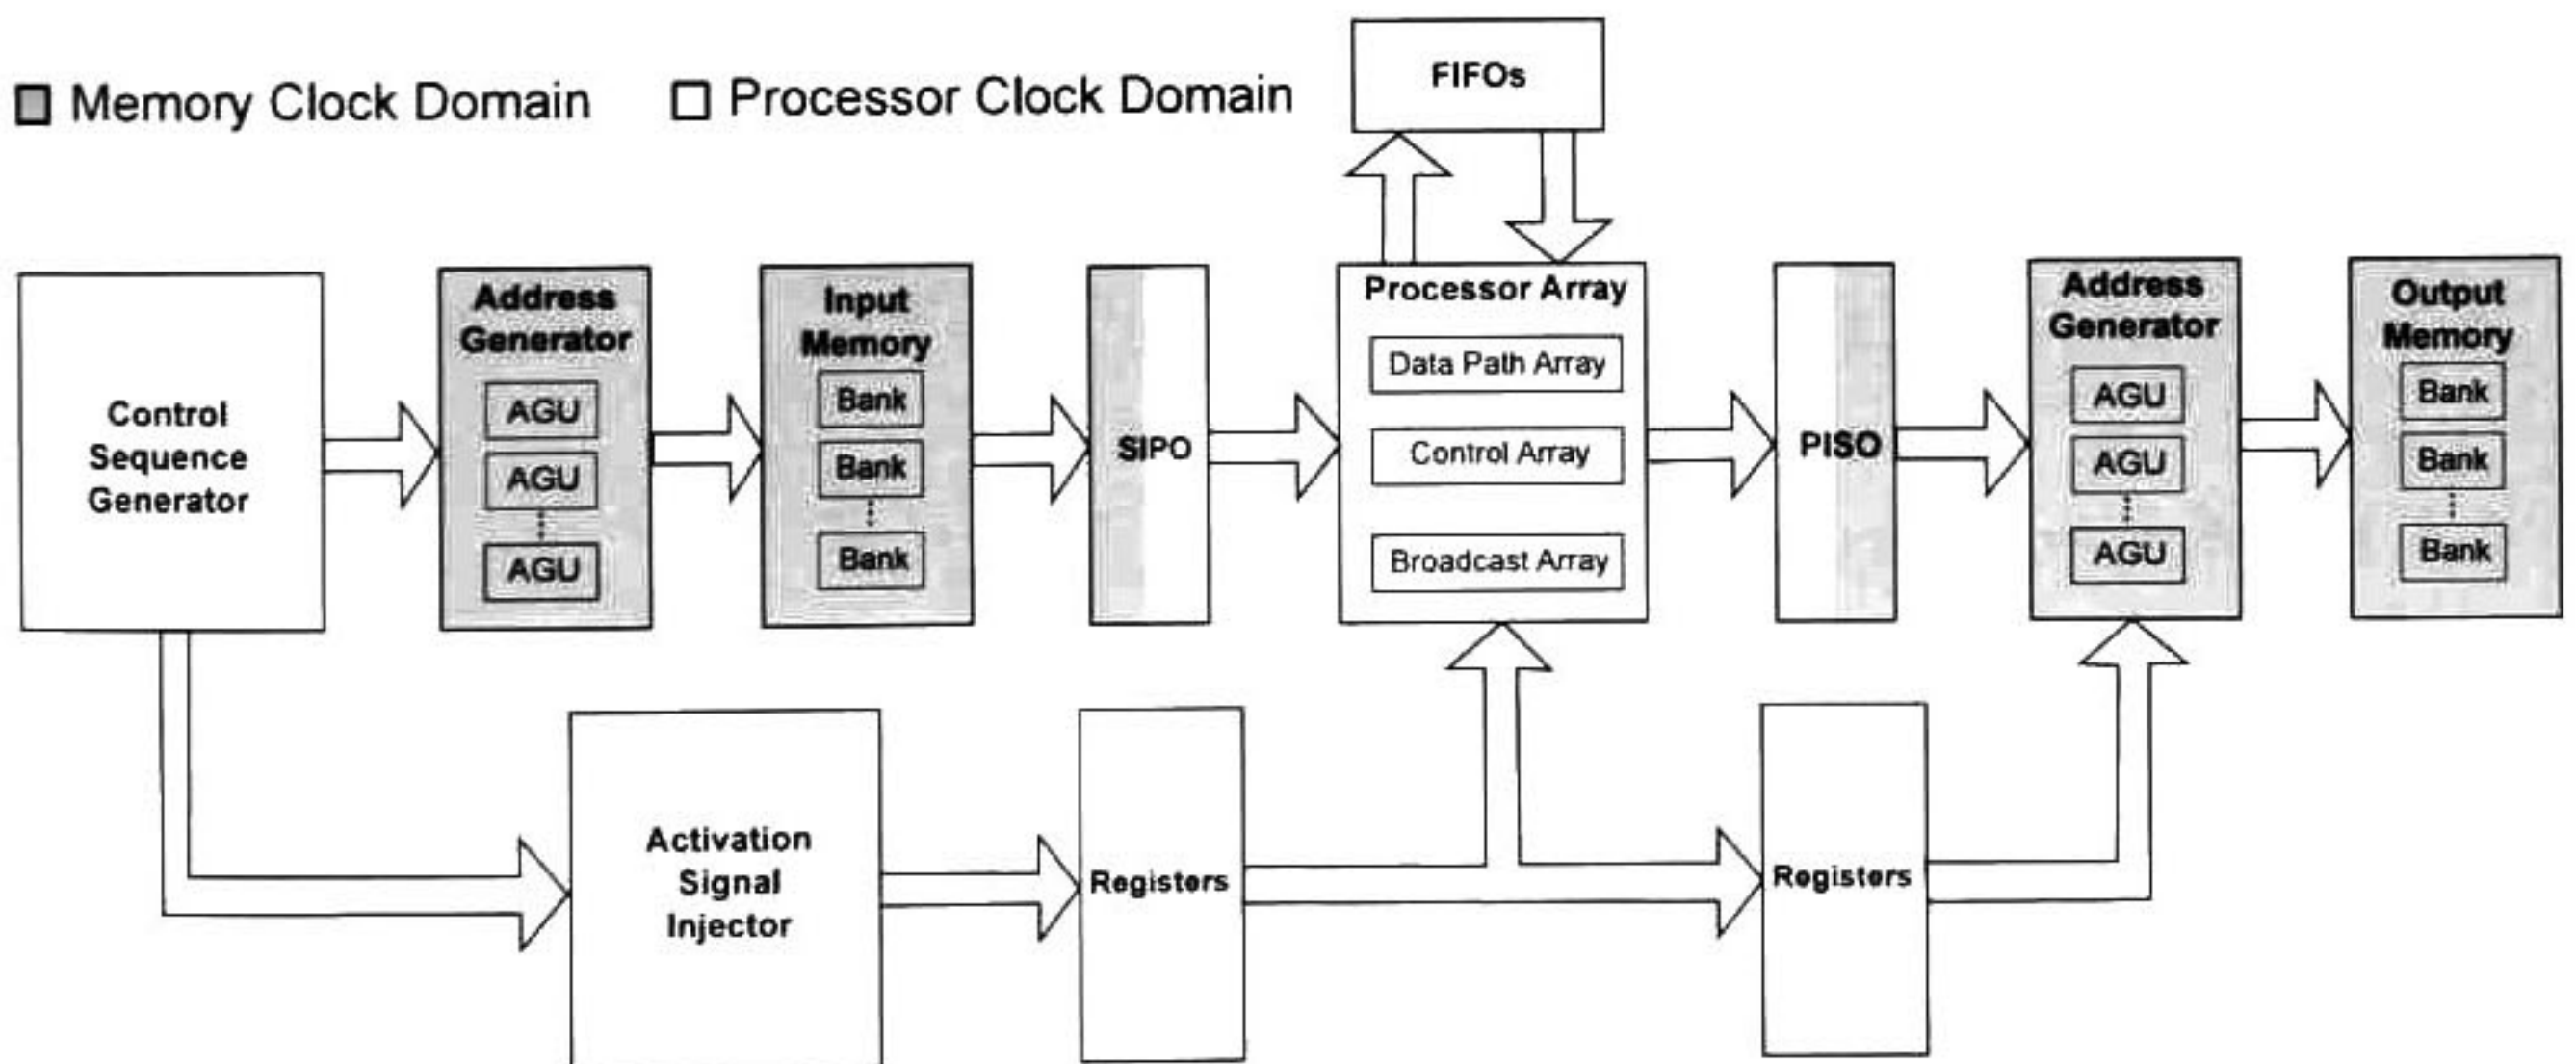 Memory Clock Domain
Processor Clock Domain
FIFOs
Control
Sequence
Generator
Address
Generator
AGU
AGU
AGU
Input
Memory
Bank
Bank
Bank
SIPO
Processor Array
Data Path Array
Control Array
Broadcast Array
PISO
Address
Generator
AGU
AGU
AGU
Output
Memory
Bank
Bank
Bank
Activation
Signal
Injector
Registers
Registers